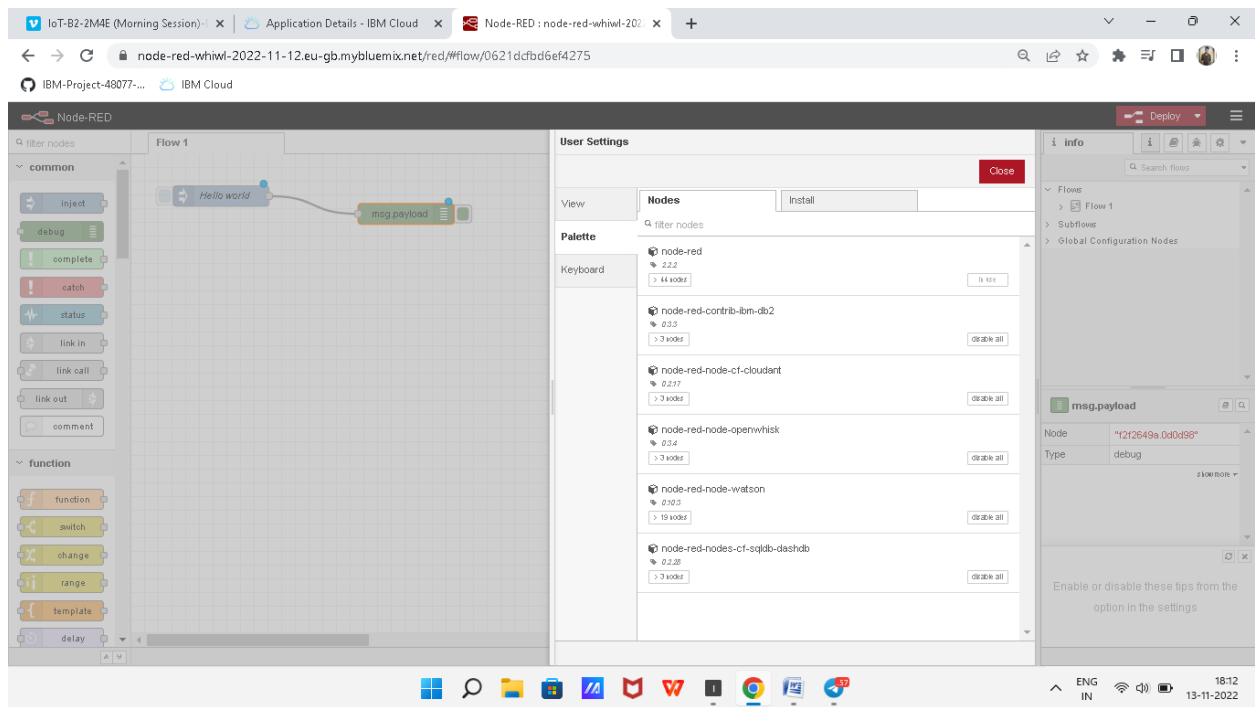 IoT-B2-2M4E (Morning Session)-
Application Details - IBM Cloud
Node-RED : node-red-whiwl-202
node-red-whiwl-2022-11-12.eu-gb.mybluemix.net/red/#flow/0621dcfbd6ef4275
IBM-Project-48077-...
IBM Cloud
Node-RED
Deploy
filter nodes
common
inject
debug
complete
catch
status
link in
link call
link out
comment
function
function
switch
change
range
template
delay
Flow 1
Hello world
msg.payload
User Settings
Close
View
Palette
Keyboard
Nodes
Install
filter nodes
node-red
2.2.2
> 44 nodes
in use
node-red-contrib-ibm-db2
0.3.3
> 3 nodes
disable all
node-red-node-cf-cloudant
0.2.17
> 3 nodes
disable all
node-red-node-openwhisk
0.3.4
> 3 nodes
disable all
node-red-node-watson
0.10.3
> 19 nodes
disable all
node-red-nodes-cf-sqldb-dashdb
0.2.28
> 3 nodes
disable all
i info
i
Search flows
Flows
Flow 1
Subflows
Global Configuration Nodes
msg.payload
Node "f2f2649a.0d0d98"
Type debug
show more
Enable or disable these tips from the
option in the settings
37
ENG
IN
18:12
13-11-2022